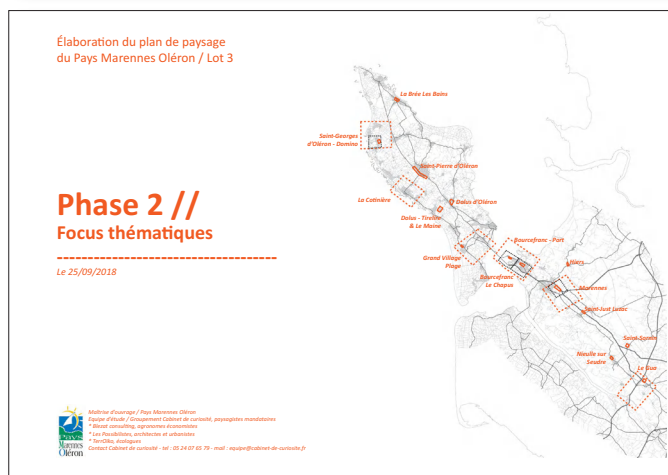 Élaboration du plan de paysage
du Pays Marennes Oléron / Lot 3
La Brée Les Bains
Saint-Georges
d'Oléron - Domino
Saint-Pierre d'Oléron
La Cotinière
Dolus d'Oléron
Dolus - Tirelire
& Le Maine
Phase 2 //
Focus thématiques
Le 25/09/2018
Grand Village
Plage
Bourcefranc - Port
Bourcefranc
Le Chapus
Hiers
Marennes
Saint-Just Luzac
Saint-Sornin
Nieulle sur
Seudre
Le Gua
PAYS
Marennes
Oléron
Maîtrise d'ouvrage / Pays Marennes Oléron
Equipe d'étude / Groupement Cabinet de curiosité, paysagistes mandataires
* Biead consulting, agronomes économistes
* Les Possibilistes, architectes et urbanistes
* TerrOïko, écologues
Contact Cabinet de curiosité - tel : 05 24 07 65 79 - mail : equipe@cabinet-de-curiosite.fr